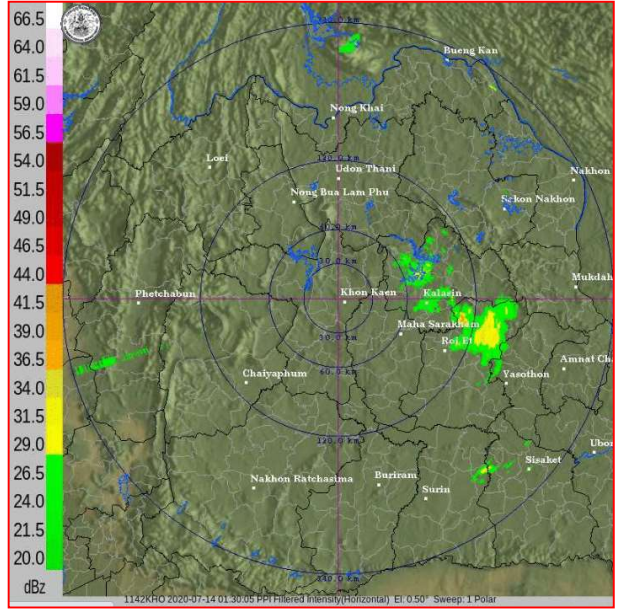 66.5
64.0
61.5
59.0
56.5
54.0
51.5
49.0
46.5
44.0
41.5
39.0
36.5
34.0
31.5
29.0
26.5
24.0
21.5
20.0
dBz
Bueng Kan
Nong Khai
Loei
120.0 km
Udon Thani
Nakhon
Nong Bua Lam Phu
Sakon Nakhon
Mukdah
Phetchabun
Khon Kaen
Kalasin
Maha Sarakham
Roi Et
Chaiyaphum
60.0 km
Yasothon
Amnat Ch
120.0 km
Ubon
Sisaket
Nakhon Ratchasima
Buriram
Surin
240.0 km
1142KHO 2020-07-14 01:30:05 PPI Filtered Intensity(Horizontal) El: 0.50° Sweep: 1 Polar